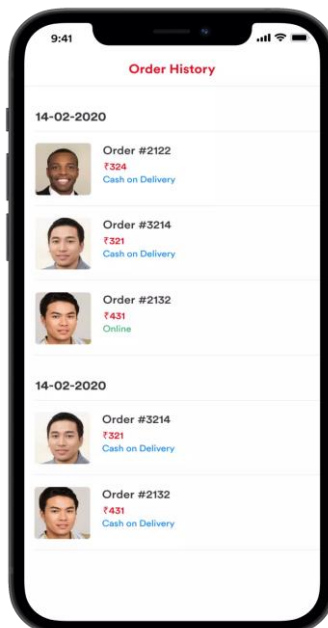 9:41
Order History
14-02-2020
Order #2122
₹324
Cash on Delivery
Order #3214
₹321
Cash on Delivery
Order #2132
₹431
Online
14-02-2020
Order #3214
₹321
Cash on Delivery
Order #2132
₹431
Cash on Delivery